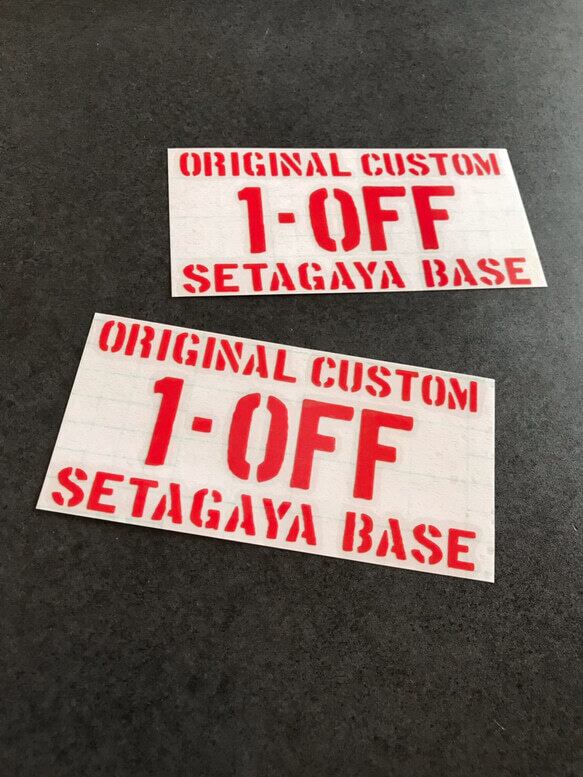 ORIGINAL CUSTOM
1-OFF
SETAGAYA BASE
ORIGINAL CUSTOM
1-OFF
SETAGAYA BASE